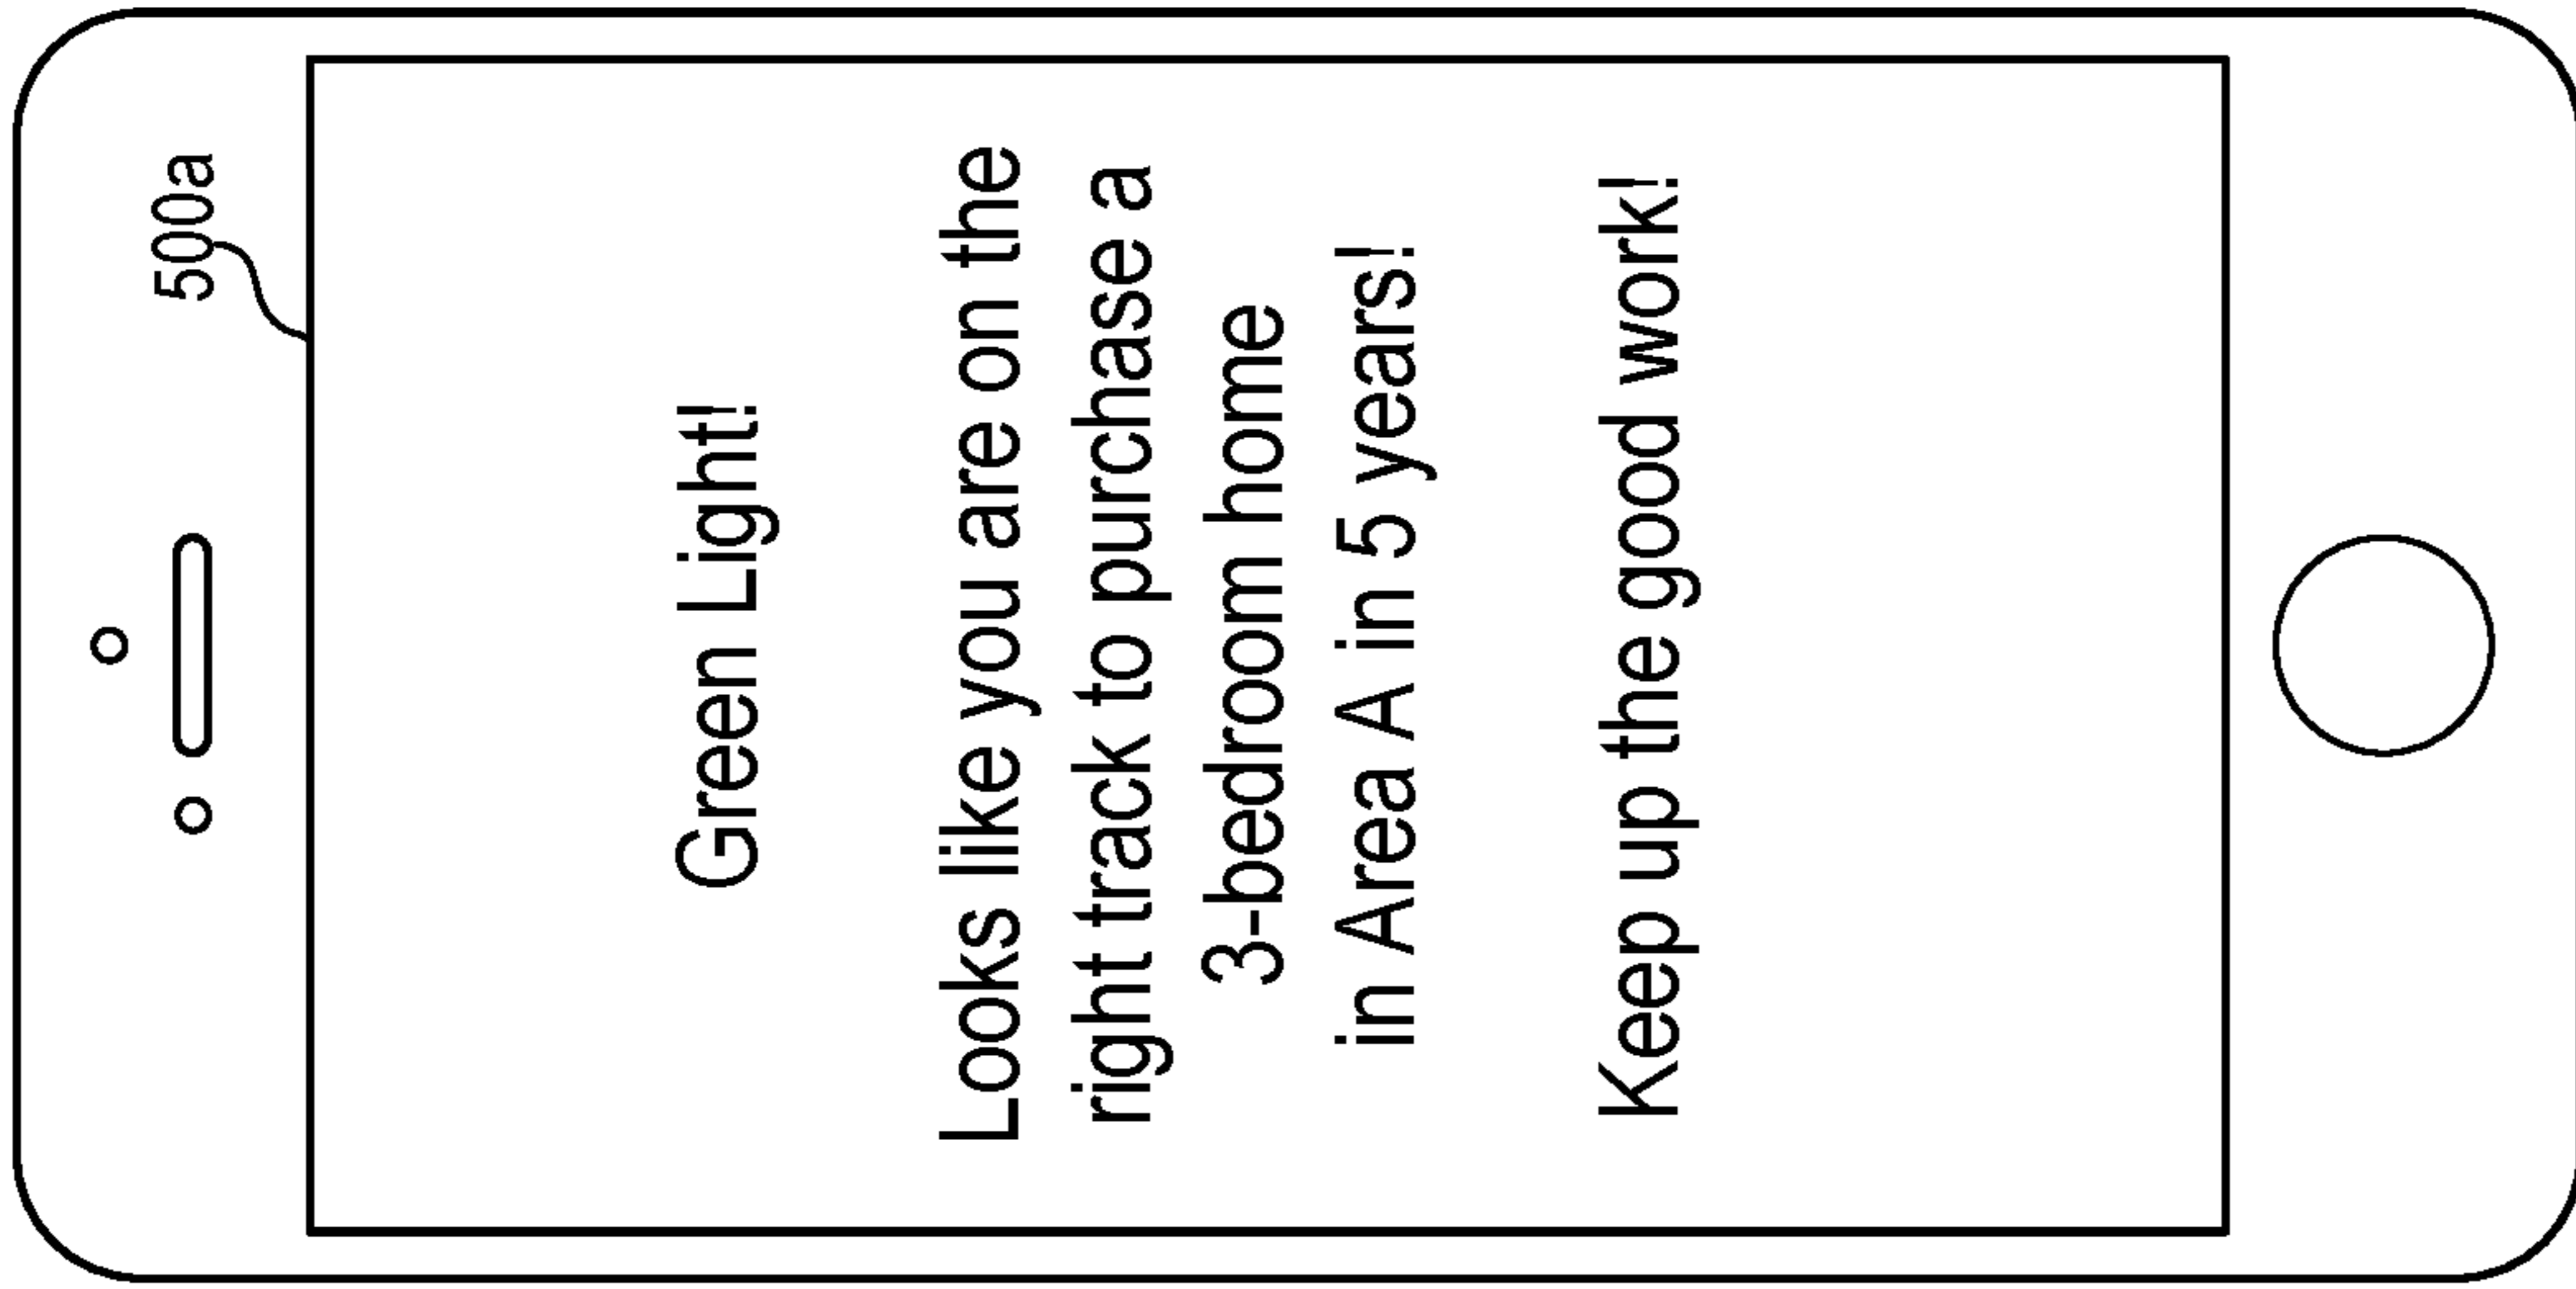 500a
Green Light!
Looks like you are on the
right track to purchase a
3-bedroom home
in Area A in 5 years!
Keep up the good work!